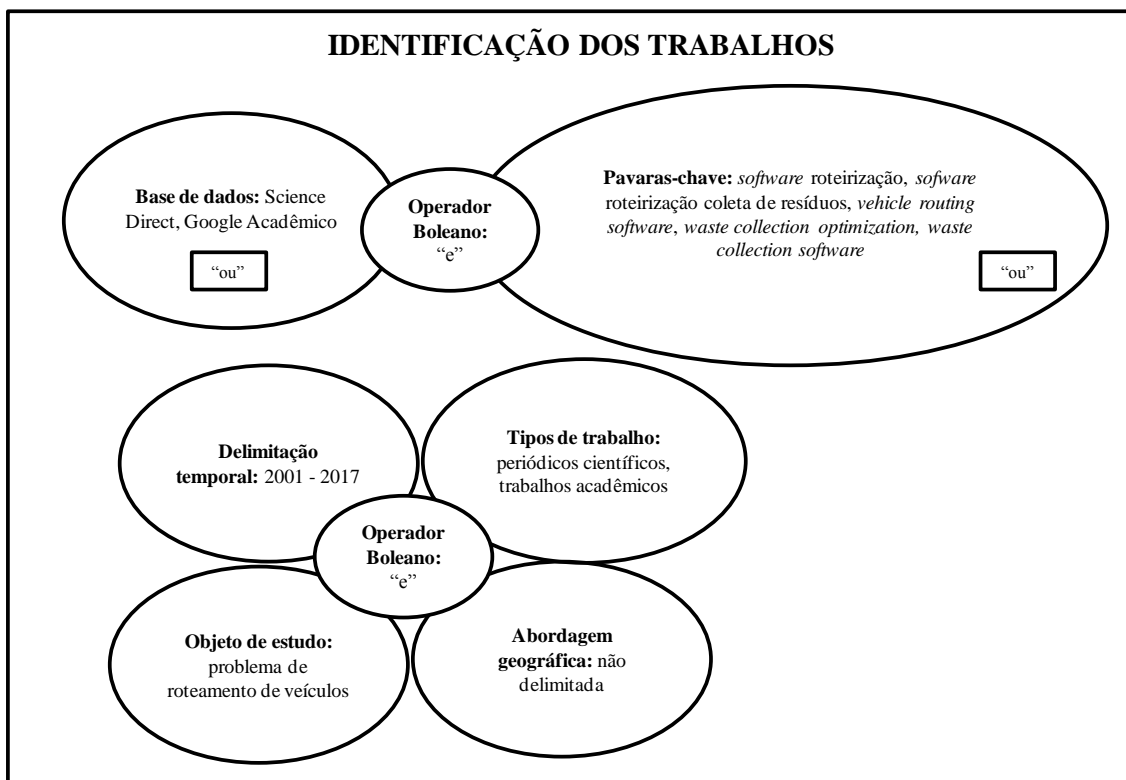 IDENTIFICAÇÃO DOS TRABALHOS
Base de dados: Science
Direct, Google Acadêmico
“ou”
Operador
Boleano:
“e”
Pavaras-chave: software roteirização, sofware
roteirização coleta de resíduos, vehicle routing
software, waste collection optimization, waste
collection software
“ou”
Delimitação
temporal: 2001 - 2017
Tipos de trabalho:
periódicos científicos,
trabalhos acadêmicos
Operador
Boleano:
“e”
Objeto de estudo:
problema de
roteamento de veículos
Abordagem
geográfica: não
delimitada